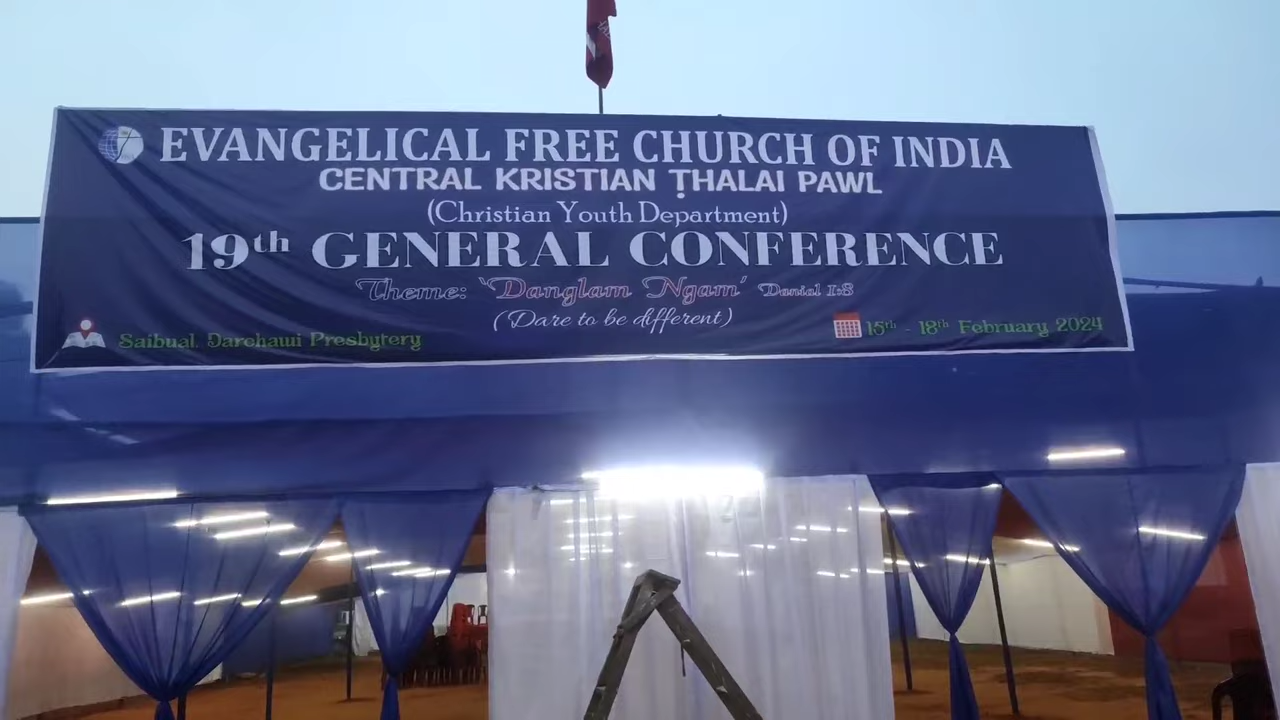 EVANGELICAL FREE CHURCH OF INDIA
CENTRAL KRISTIAN ṬHALAI PAWL
(Christian Youth Department)
19th GENERAL CONFERENCE
Theme: 'Danglam Ngam' Danial 1:8
(Dare to be different)
Saibual, Darchawi Presbytery
15th - 18th February, 2024